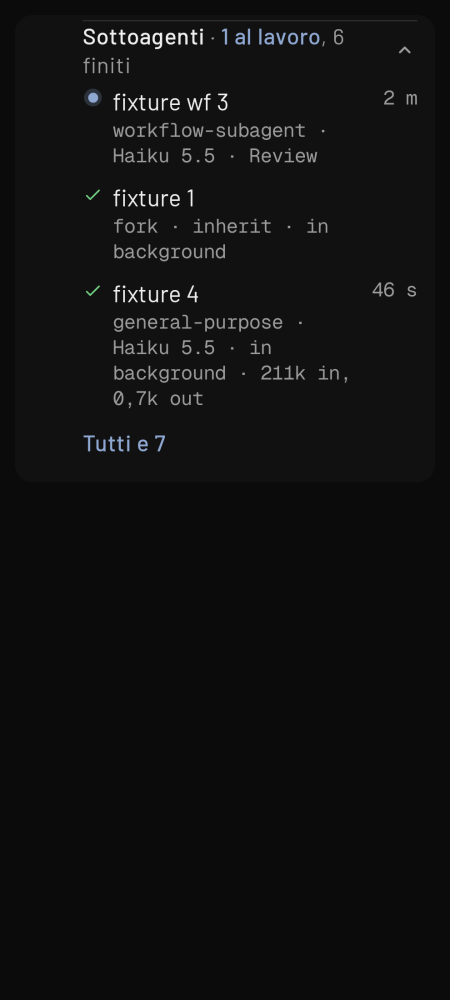 Sottoagenti · 1 al lavoro, 6
finiti
fixture wf 3 2 m
workflow-subagent ·
Haiku 5.5 · Review
fixture 1
fork · inherit · in
background
fixture 4 46 s
general-purpose ·
Haiku 5.5 · in
background · 211k in,
0,7k out
Tutti e 7